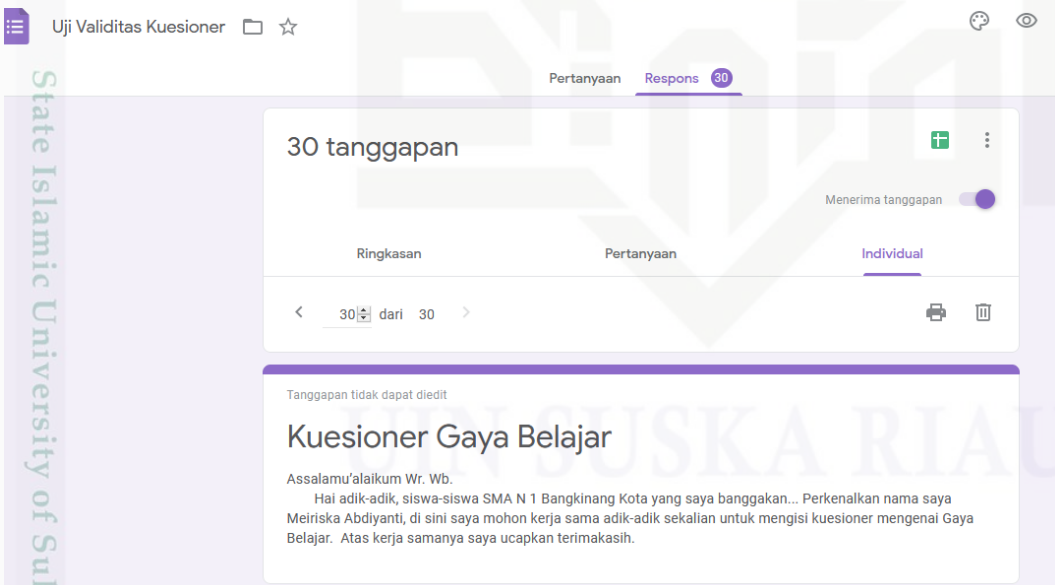 Uji Validitas Kuesioner
Pertanyaan Respons 30
30 tanggapan
Menerima tanggapan
Ringkasan Pertanyaan Individual
30 dari 30
Tanggapan tidak dapat diedit
Kuesioner Gaya Belajar
Assalamu'alaikum Wr. Wb.
Hai adik-adik, siswa-siswa SMA N 1 Bangkinang Kota yang saya banggakan... Perkenalkan nama saya
Meiriska Abdiyanti, di sini saya mohon kerja sama adik-adik sekalian untuk mengisi kuesioner mengenai Gaya
Belajar. Atas kerja samanya saya ucapkan terimakasih.
State Islamic University of Sul
UIN SUSKA RIAU